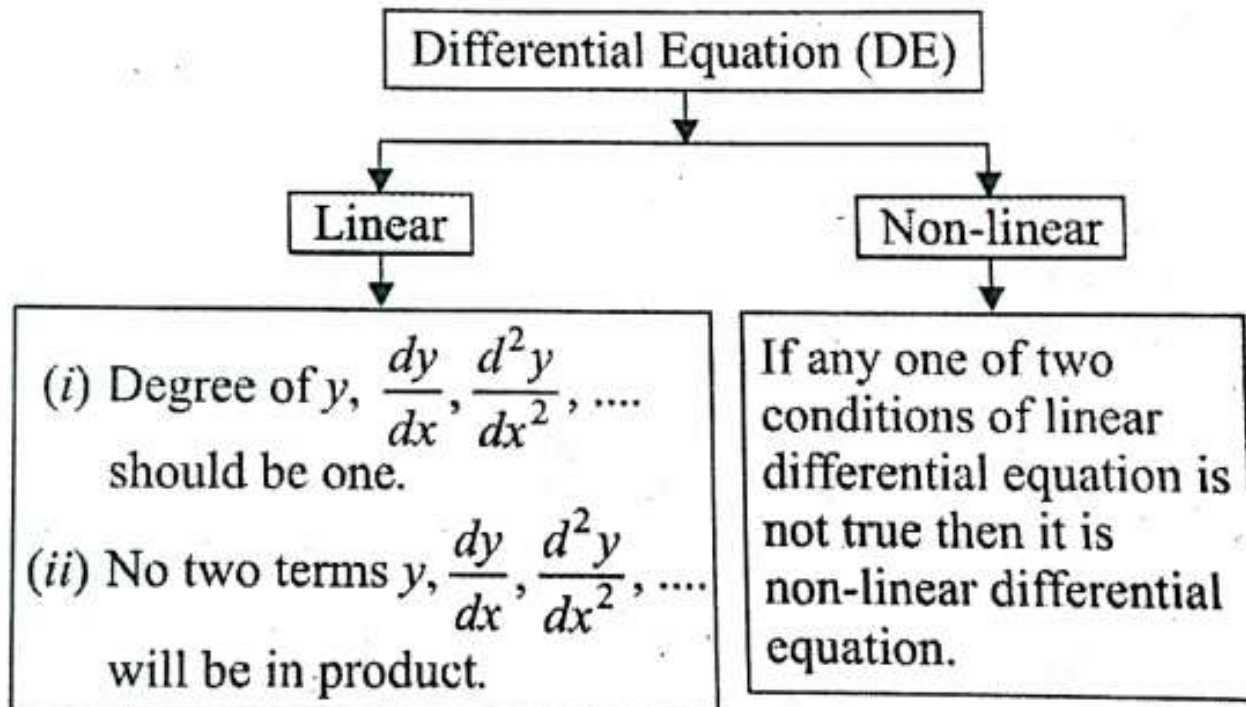 Differential Equation (DE)
Linear
Non-linear
(i) Degree of y, dy/dx, d²y/dx², ....
should be one.
(ii) No two terms y, dy/dx, d²y/dx², ....
will be in product.
If any one of two
conditions of linear
differential equation is
not true then it is
non-linear differential
equation.